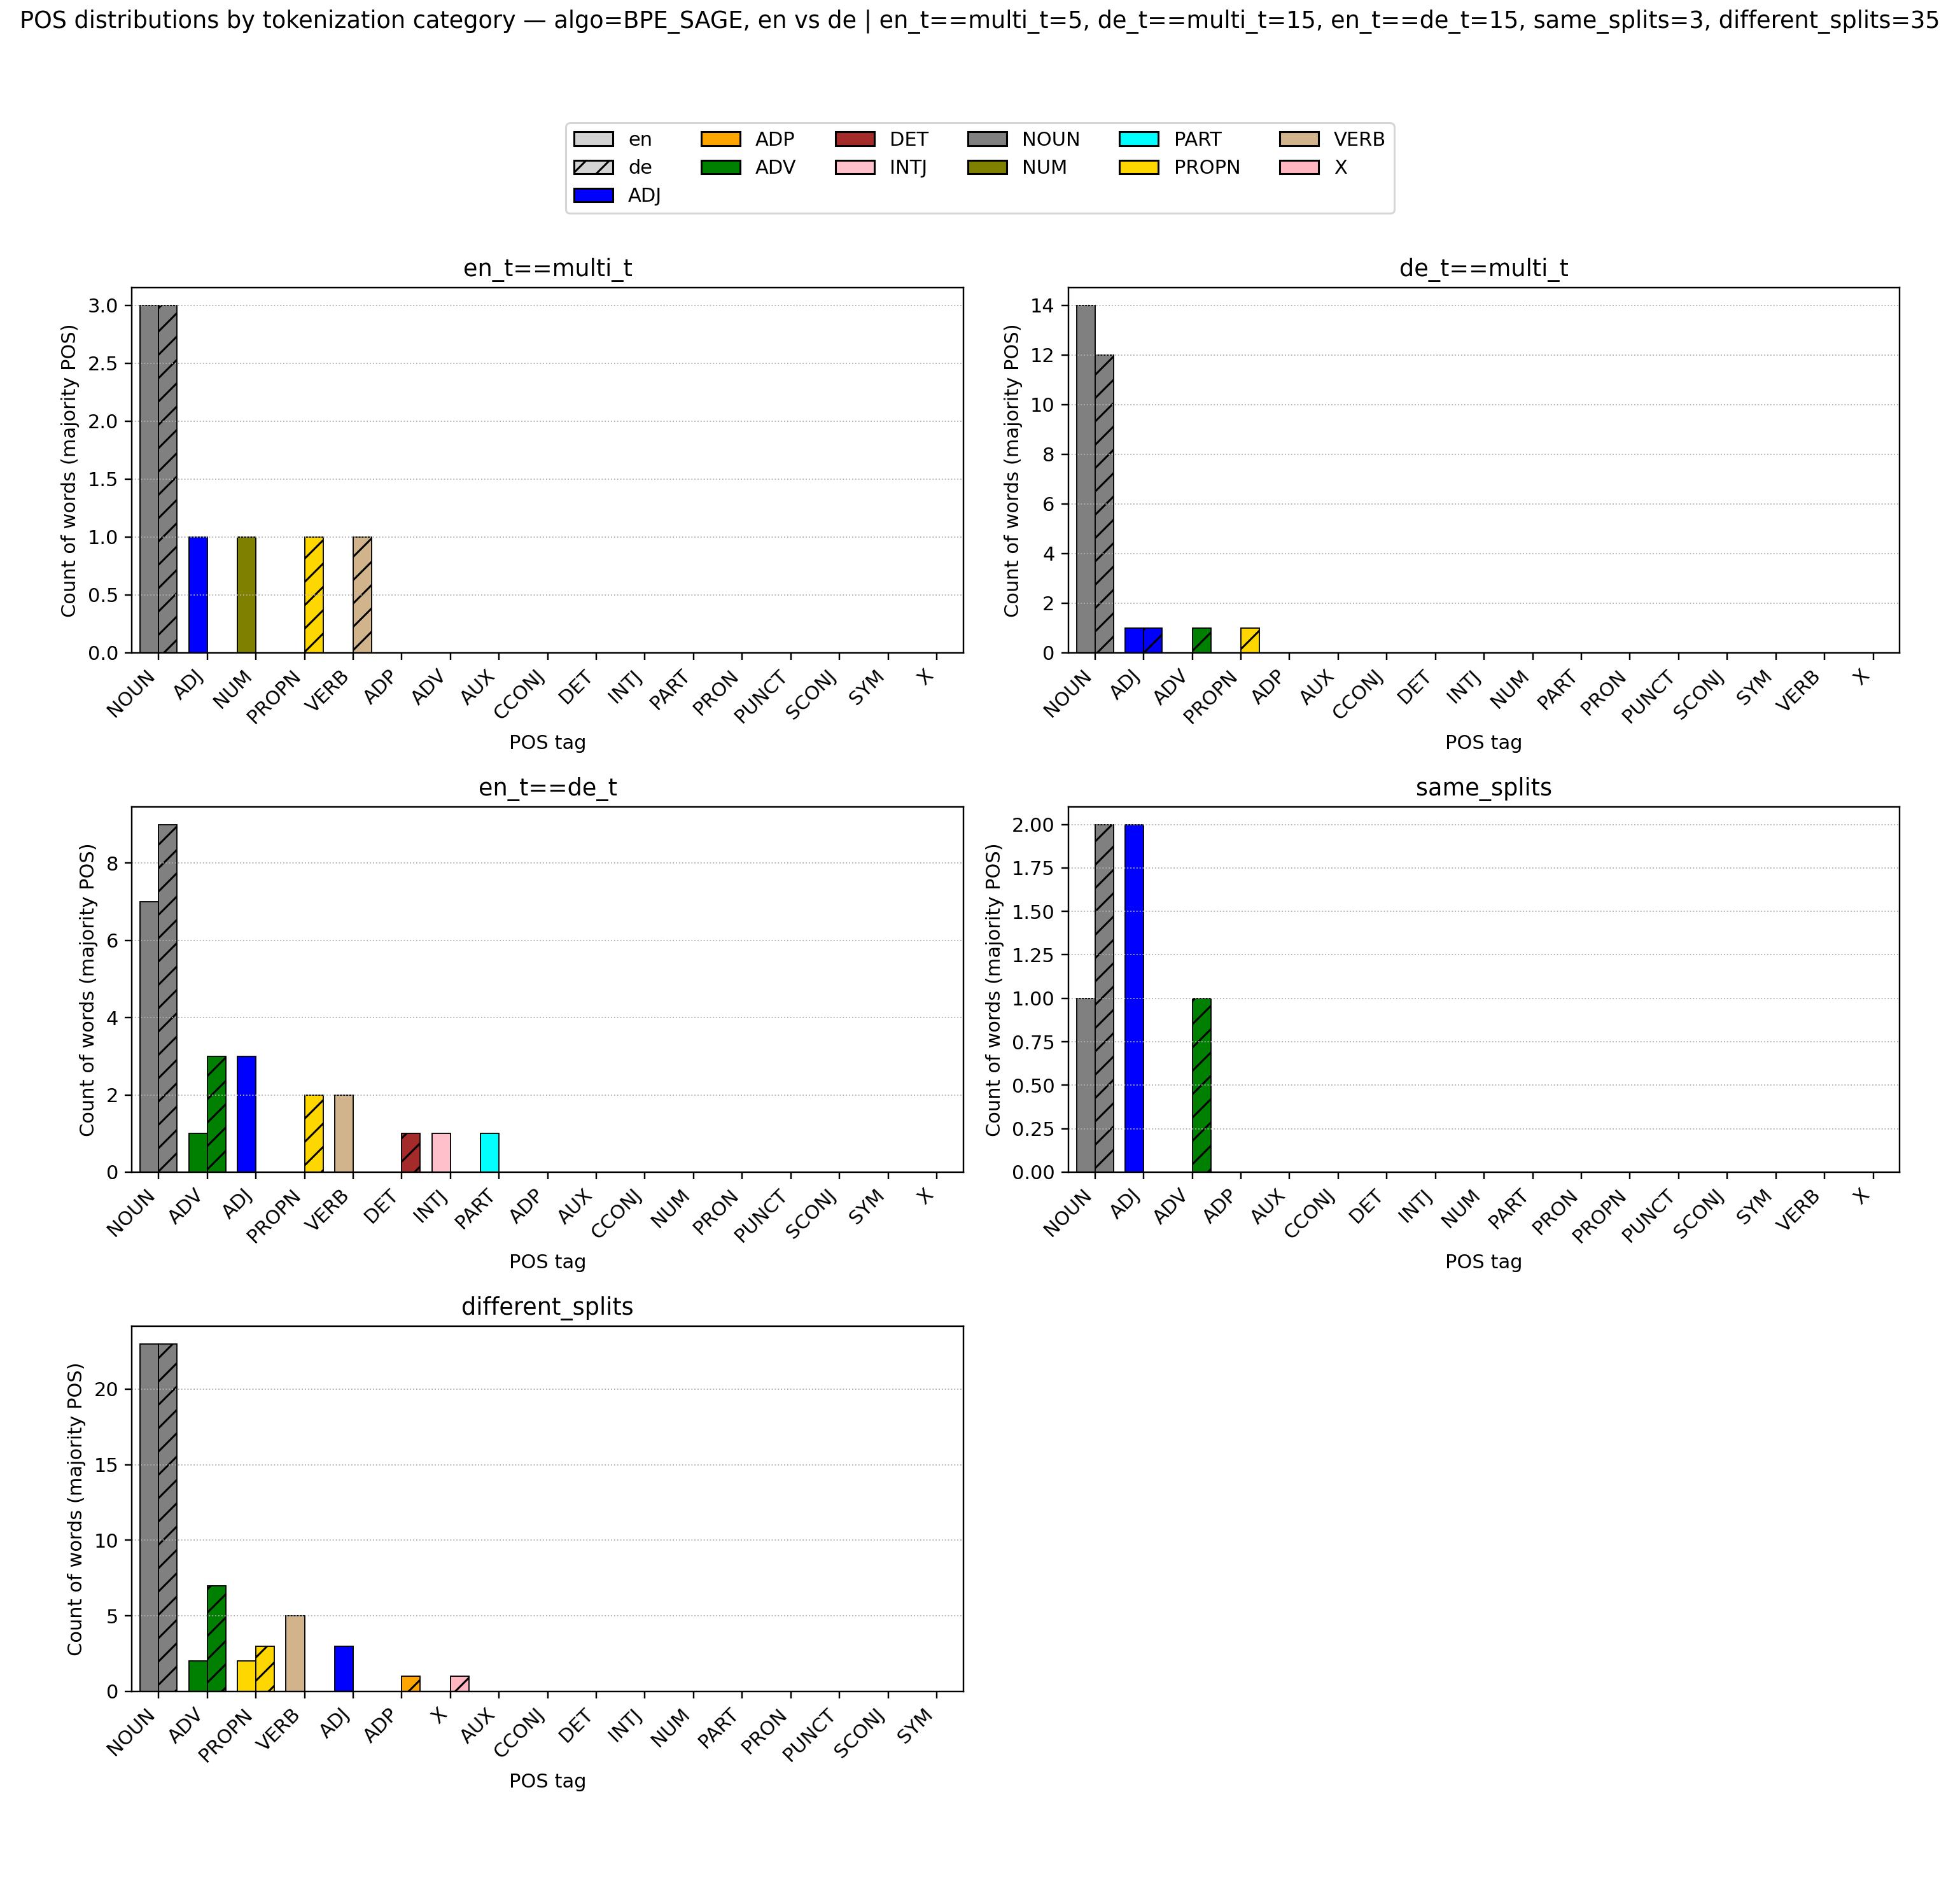 POS distributions by tokenization category — algo=BPE_SAGE, en vs de | en_t==multi_t=5, de_t==multi_t=15, en_t==de_t=15, same_splits=3, different_splits=35
en ADP DET NOUN PART VERB
de ADV INTJ NUM PROPN X
ADJ
en_t==multi_t
Count of words (majority POS)
3.0
2.5
2.0
1.5
1.0
0.5
0.0
NOUN ADJ NUM PROPN VERB ADP ADV AUX CCONJ DET INTJ PART PRON PUNCT SCONJ SYM X
POS tag
de_t==multi_t
Count of words (majority POS)
14
12
10
8
6
4
2
0
NOUN ADJ ADV PROPN ADP AUX CCONJ DET INTJ NUM PART PRON PUNCT SCONJ SYM VERB X
POS tag
en_t==de_t
Count of words (majority POS)
8
6
4
2
0
NOUN ADV ADJ PROPN VERB DET INTJ PART ADP AUX CCONJ NUM PRON PUNCT SCONJ SYM X
POS tag
same_splits
Count of words (majority POS)
2.00
1.75
1.50
1.25
1.00
0.75
0.50
0.25
0.00
NOUN ADJ ADV ADP AUX CCONJ DET INTJ NUM PART PRON PROPN PUNCT SCONJ SYM VERB X
POS tag
different_splits
Count of words (majority POS)
20
15
10
5
0
NOUN ADV PROPN VERB ADJ ADP X AUX CCONJ DET INTJ NUM PART PRON PUNCT SCONJ SYM
POS tag